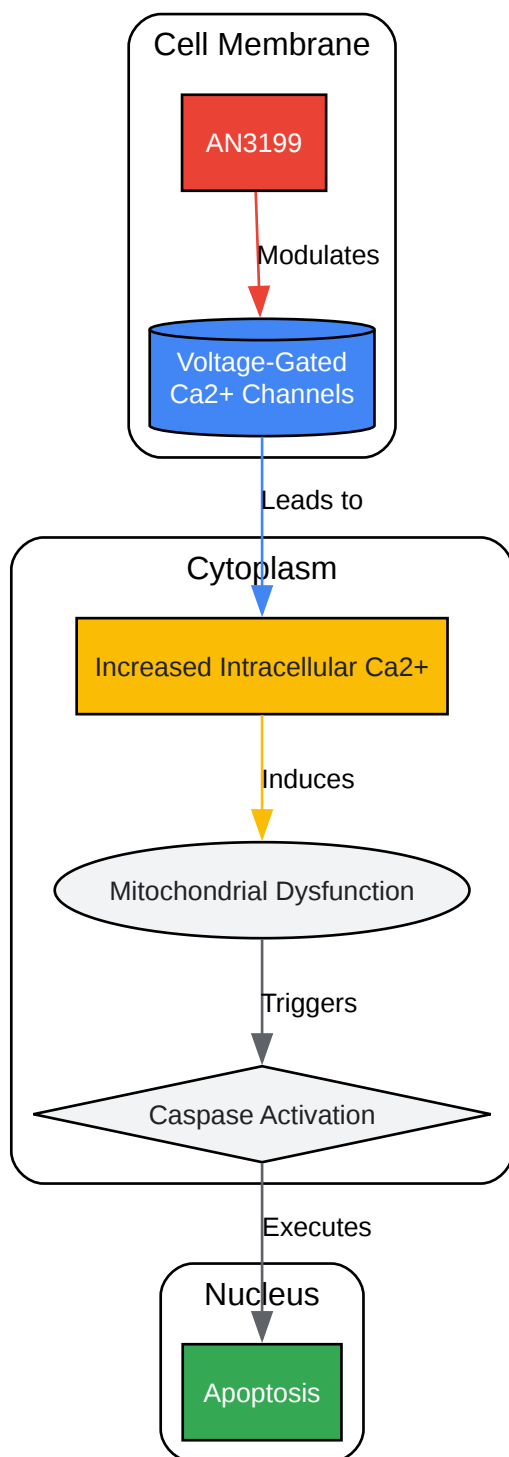 Cell Membrane
AN3199
Modulates
Voltage-Gated
Ca2+ Channels
Leads to
Cytoplasm
Increased Intracellular Ca2+
Induces
Mitochondrial Dysfunction
Triggers
Caspase Activation
Executes
Nucleus
Apoptosis